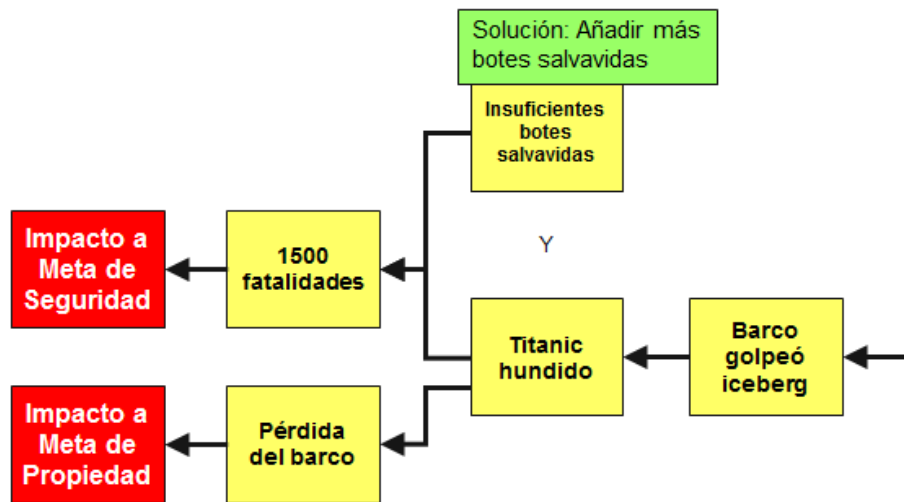 Solución: Añadir más
botes salvavidas
Insuficientes
botes
salvavidas
Y
Impacto a
Meta de
Seguridad
1500
fatalidades
Titanic
hundido
Barco
golpeó
iceberg
Impacto a
Meta de
Propiedad
Pérdida
del barco